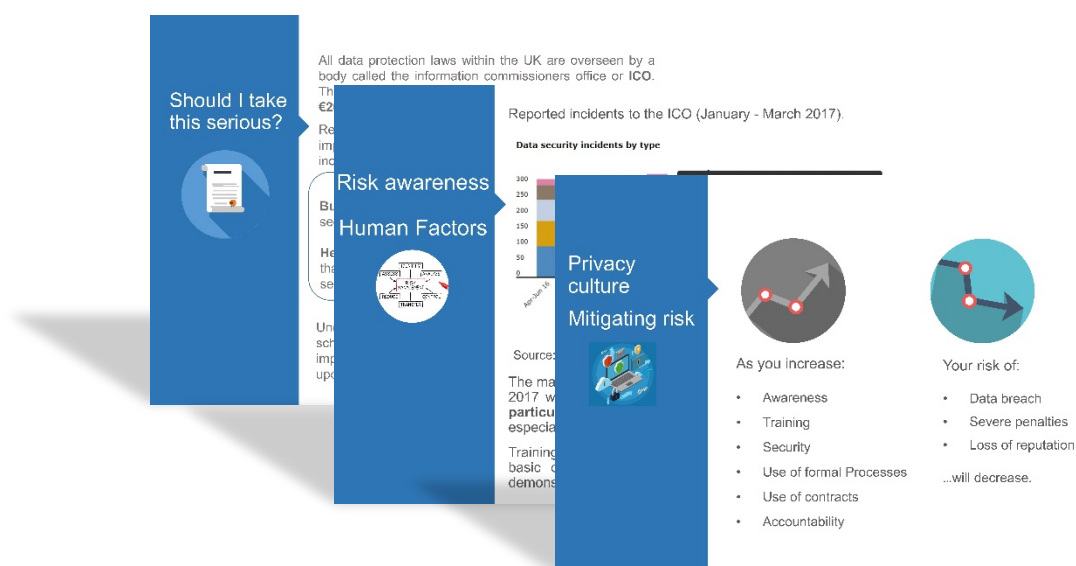 Should I take
this serious?
All data protection laws within the UK are overseen by a
body called the information commissioners office or ICO.
Risk awareness
Human Factors
Reported incidents to the ICO (January - March 2017).
Data security incidents by type
300
250
200
150
100
50
0
Apr-Jun 16
Source:
The
2017
Training
basic
Privacy
culture
Mitigating risk
As you increase:
• Awareness
• Training
• Security
• Use of formal Processes
• Use of contracts
• Accountability
Your risk of:
• Data breach
• Severe penalties
• Loss of reputation
...will decrease.